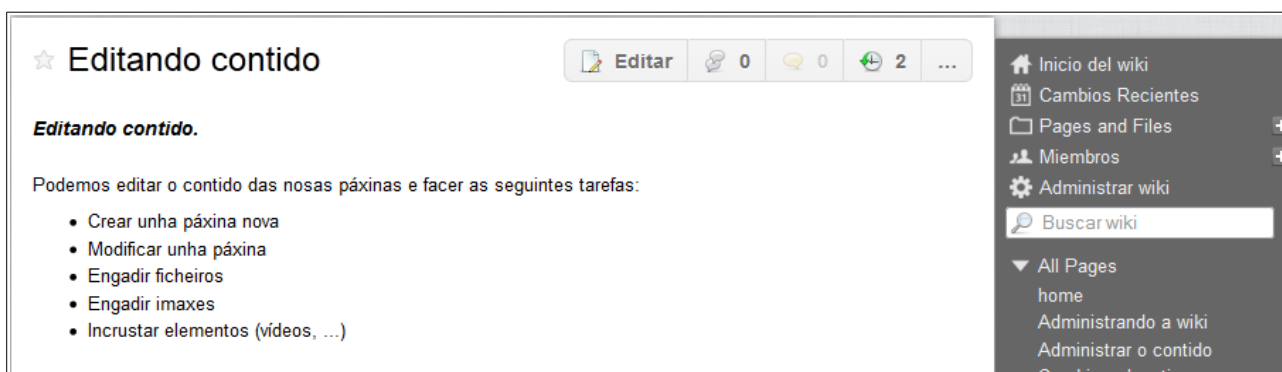 Editando contido
Editar 0 0 2 ...
Editando contido.
Podemos editar o contido das nosas páxinas e facer as seguintes tarefas:
• Crear unha páxina nova
• Modificar unha páxina
• Engadir ficheiros
• Engadir imaxes
• Incrustar elementos (vídeos, ...)
Inicio del wiki
31 Cambios Recientes
Pages and Files
Miembros
Administrar wiki
Buscar wiki
All Pages
home
Administrando a wiki
Administrar o contido